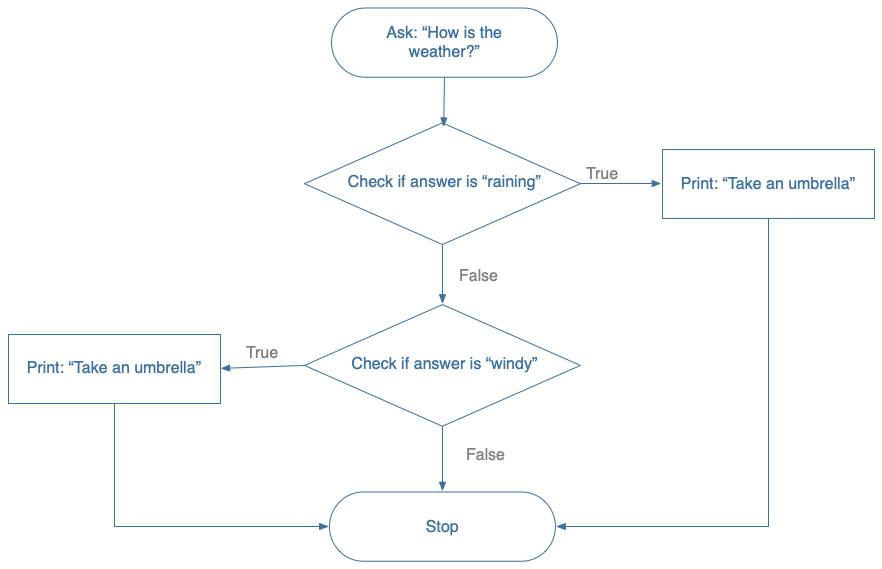 Ask: “How is the
weather?”
Check if answer is “raining”
True
Print: “Take an umbrella”
False
Print: “Take an umbrella”
True
Check if answer is “windy”
False
Stop